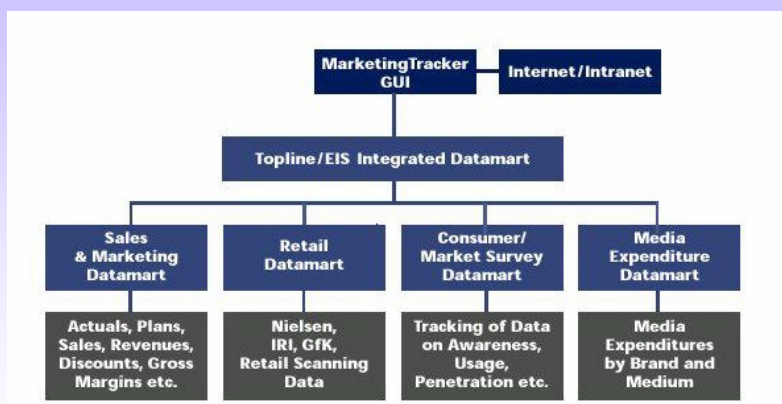 MarketingTracker
GUI
Internet/Intranet
Topline/EIS Integrated Datamart
Sales
& Marketing
Datamart
Retail
Datamart
Consumer/
Market Survey
Datamart
Media
Expenditure
Datamart
Actuals, Plans,
Sales, Revenues,
Discounts, Gross
Margins etc.
Nielsen,
IRI, GfK,
Retail Scanning
Data
Tracking of Data
on Awareness,
Usage,
Penetration etc.
Media
Expenditures
by Brand and
Medium